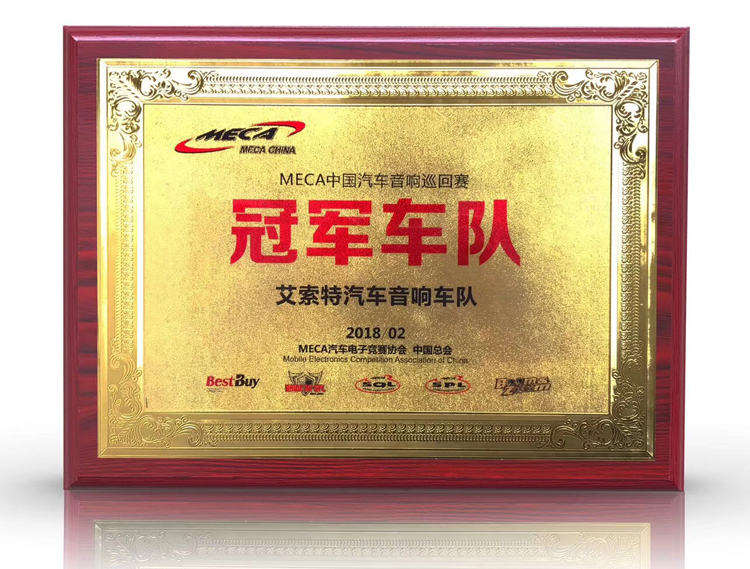 MECA
MECA CHINA
MECA中国汽车音响巡回赛
冠军车队
艾索特汽车音响车队
2018/02
MECA汽车电子竞赛协会 中国总会
Mobile Electronics Competition Association of China
BestBuy
SQL
SPL